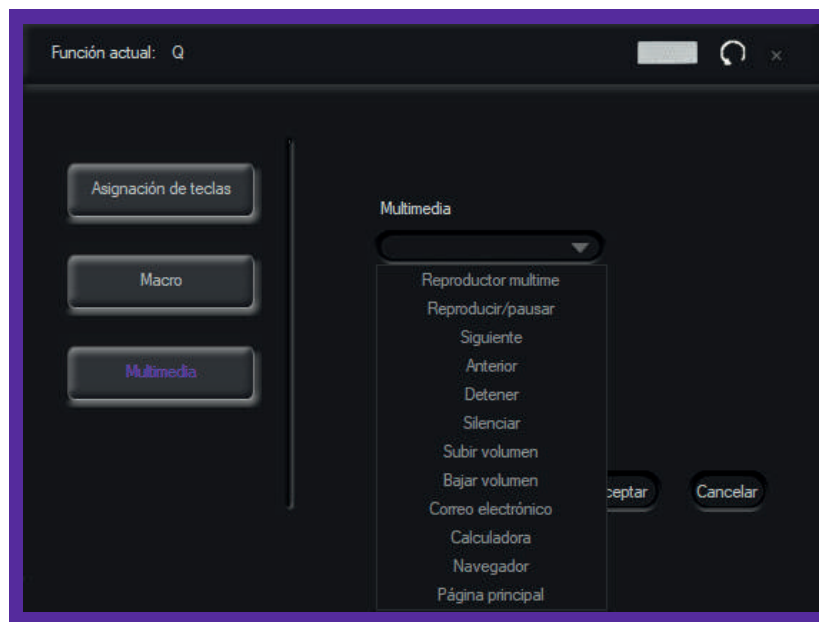 Función actual: Q
Asignación de teclas
Macro
Multimedia
Multimedia
Reproductor multime
Reproducir/pausar
Siguiente
Anterior
Detener
Silenciar
Subir volumen
Bajar volumen
Correo electrónico
Calculadora
Navegador
Página principal
ceptar
Cancelar